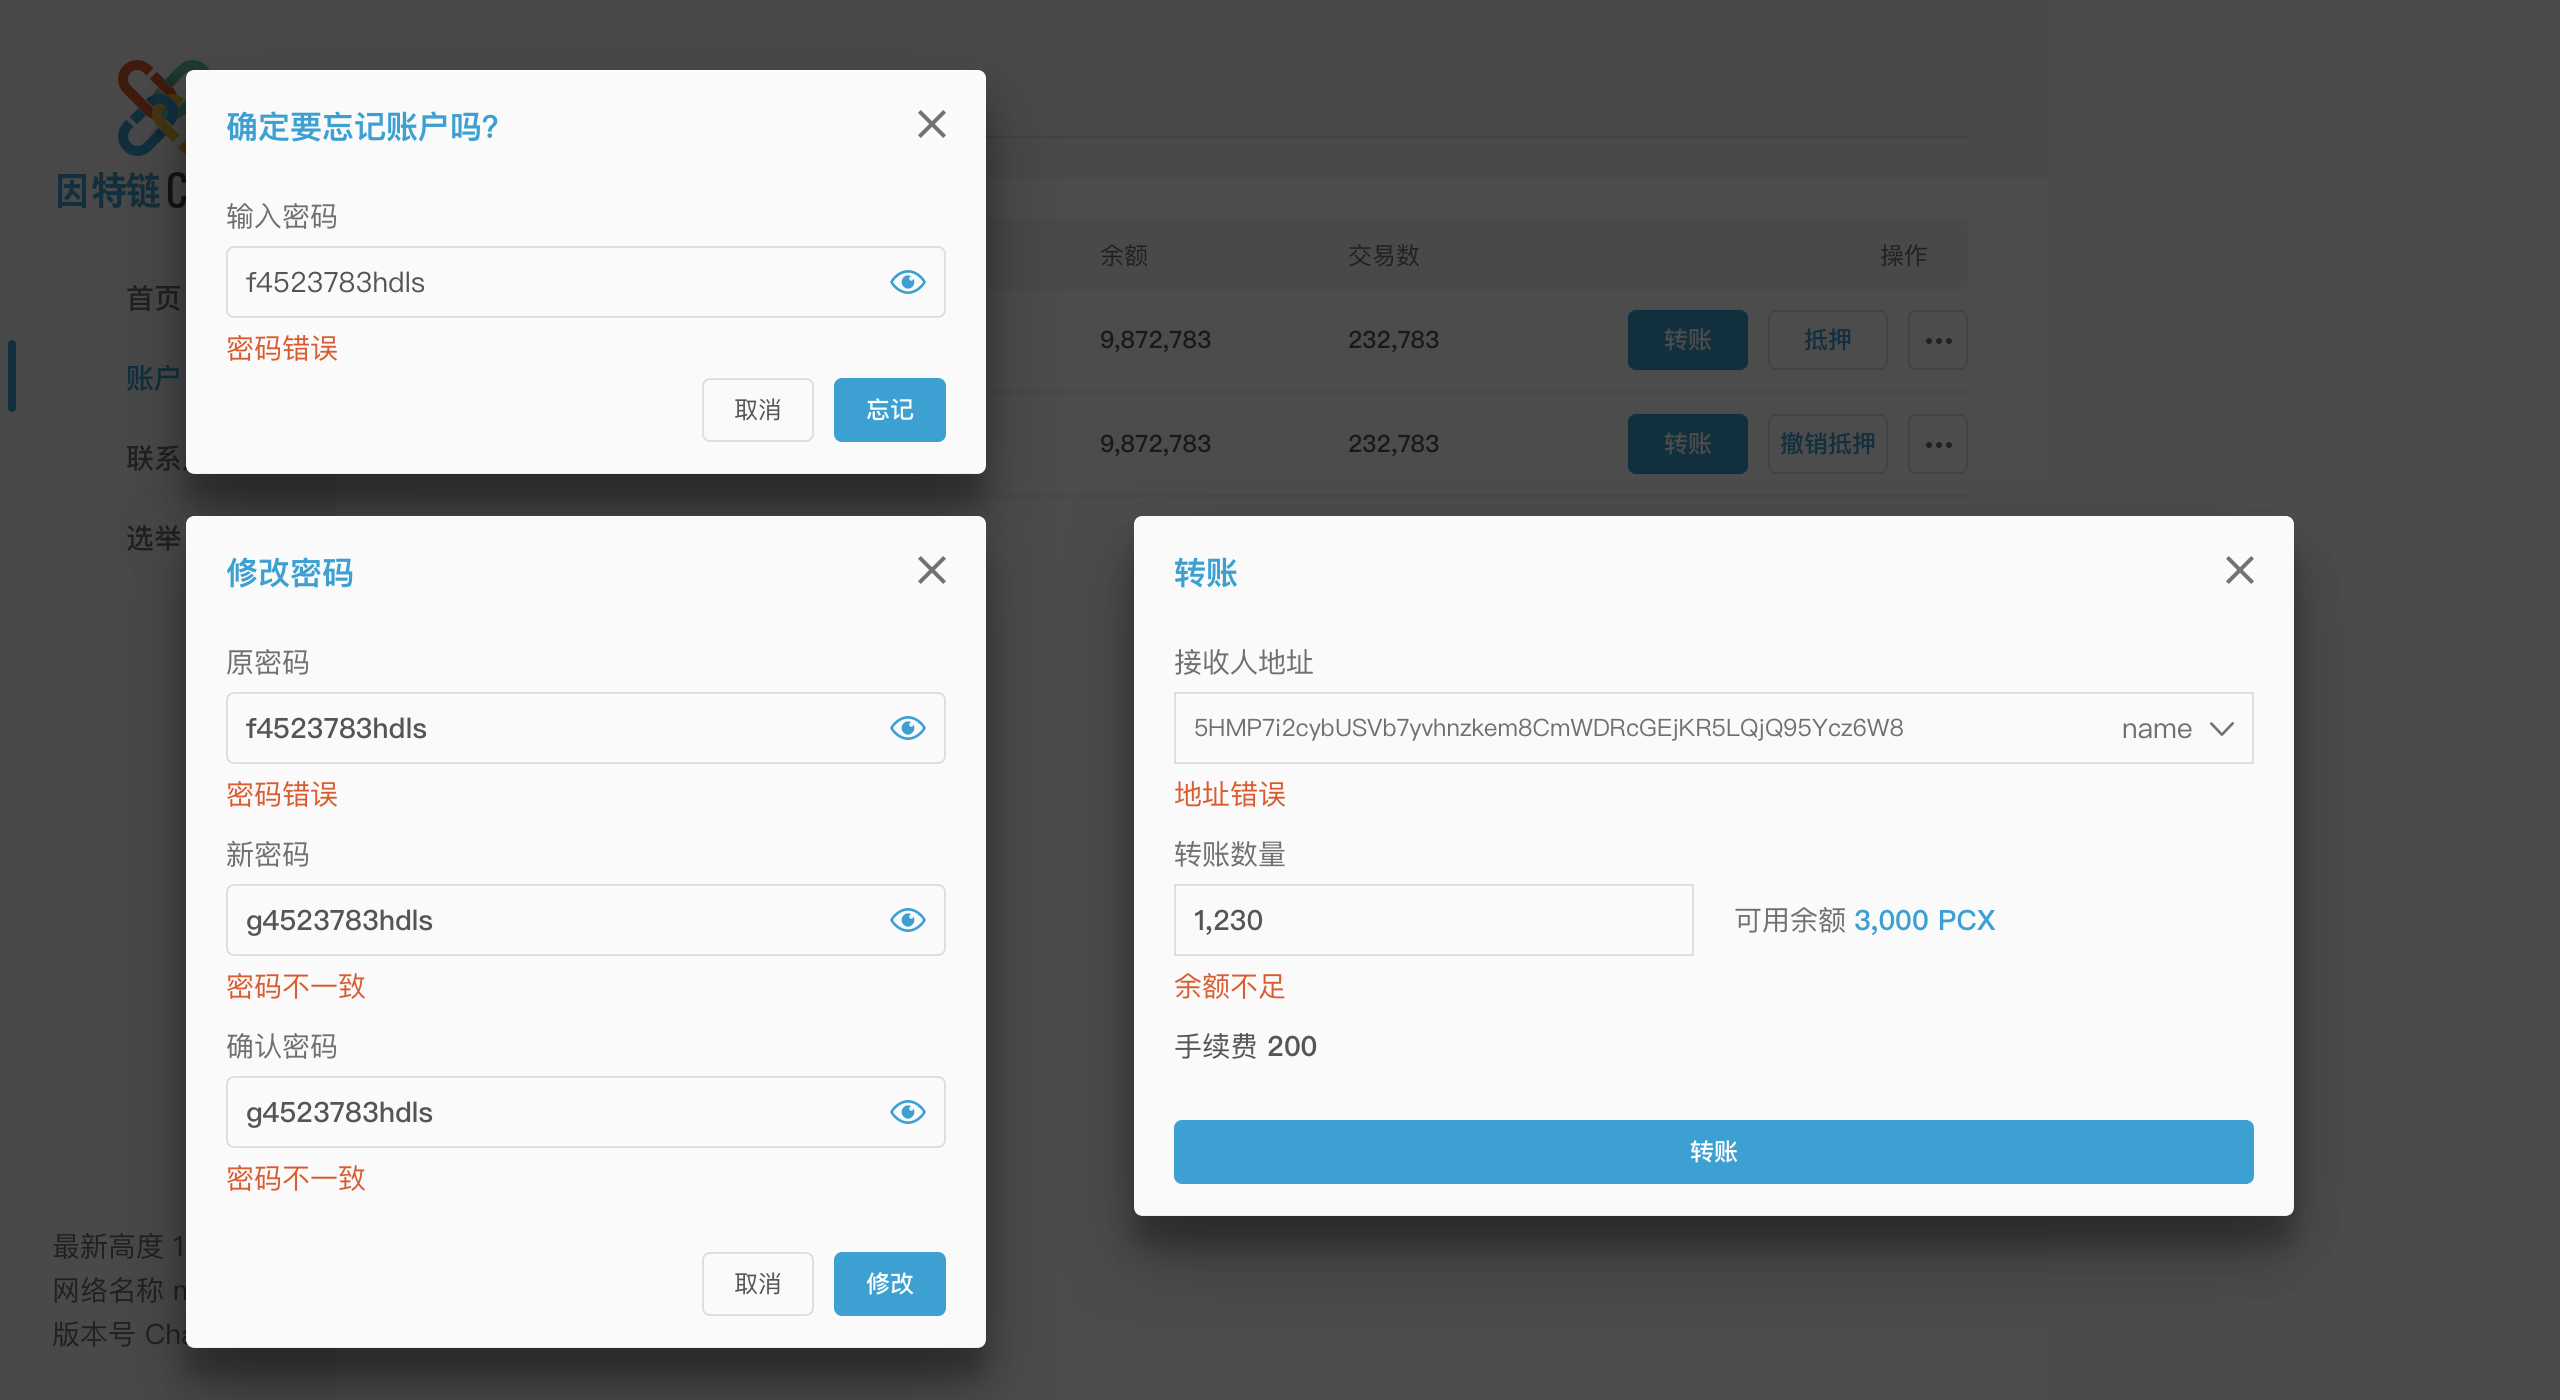 因特链
首页
账户
联系
选举
最新高度 1
网络名称
版本号 Cha
余额 交易数 操作
9,872,783 232,783 转账 抵押 •••
9,872,783 232,783 转账 撤销抵押 •••
确定要忘记账户吗?
输入密码
f4523783hdls
密码错误
取消 忘记
修改密码
原密码
f4523783hdls
密码错误
新密码
g4523783hdls
密码不一致
确认密码
g4523783hdls
密码不一致
取消 修改
转账
接收人地址
5HMP7i2cybUSVb7yvhnzkem8CmWDRcGEjKR5LQjQ95Ycz6W8 name
地址错误
转账数量
1,230 可用余额 3,000 PCX
余额不足
手续费 200
转账